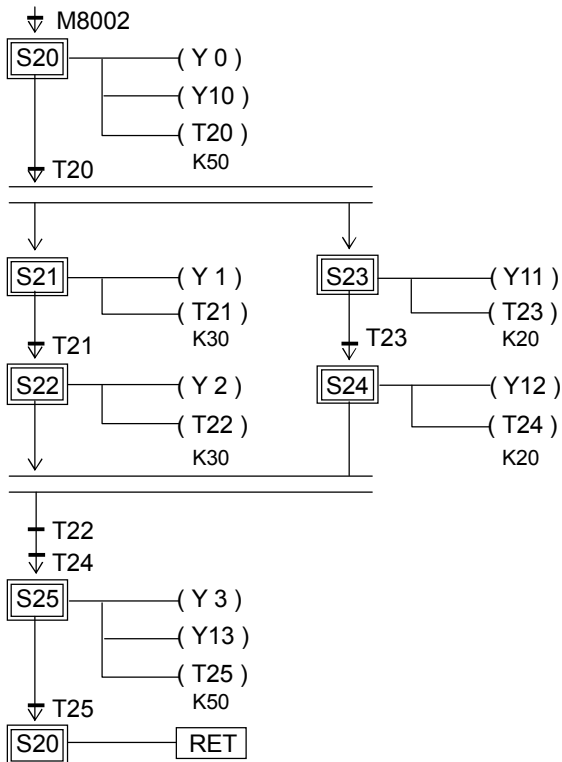 M8002
S20 ( Y 0 )
( Y10 )
( T20 )
K50
T20
S21 ( Y 1 ) S23 ( Y11 )
( T21 ) ( T23 )
K30 K20
T21 T23
S22 ( Y 2 ) S24 ( Y12 )
( T22 ) ( T24 )
K30 K20
T22
T24
S25 ( Y 3 )
( Y13 )
( T25 )
K50
T25
S20 RET